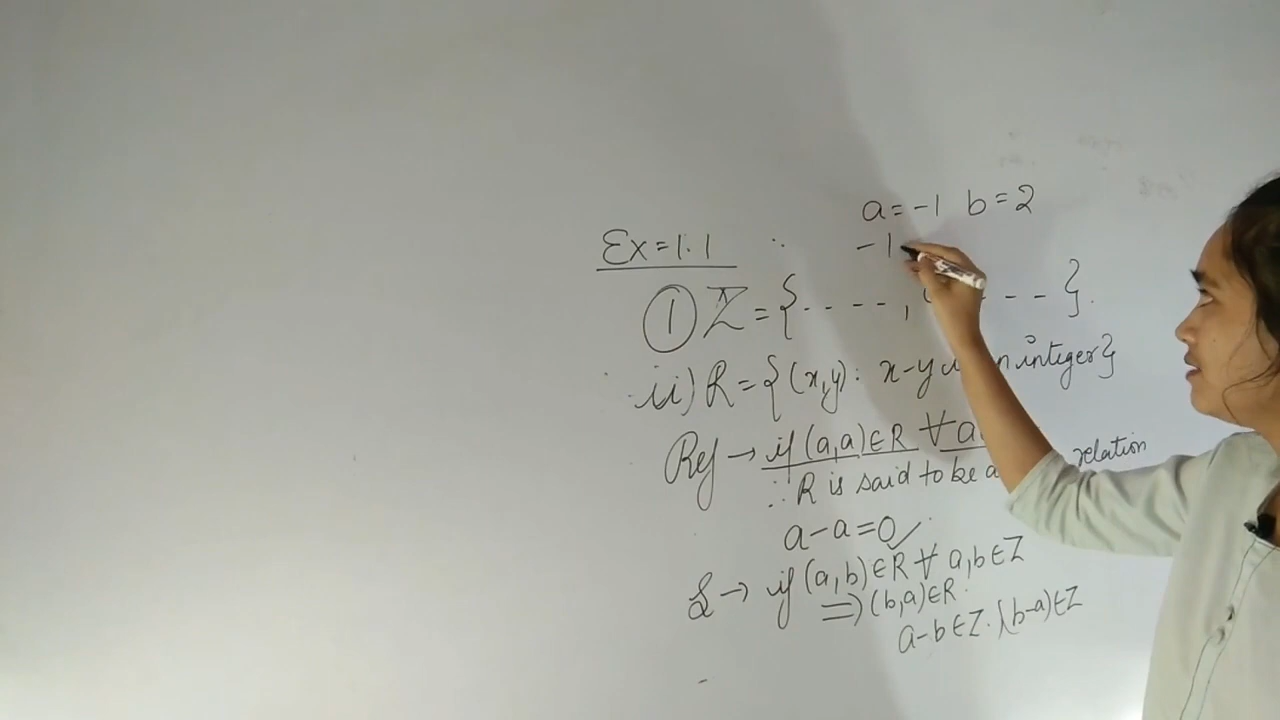 a = -1 b = 2
Ex = 1.1 ∴ -1
① Z = {- - - - -, - - - }.
ii) R = {(x,y) : x-y n integer}
Ref → if (a,a) ∈ R ∀ a
∴ R is said to be a relation
a - a = 0 ✓
S → if (a,b) ∈ R ∀ a,b ∈ Z
⇒ (b,a) ∈ R.
a - b ∈ Z. (b-a) ∈ Z